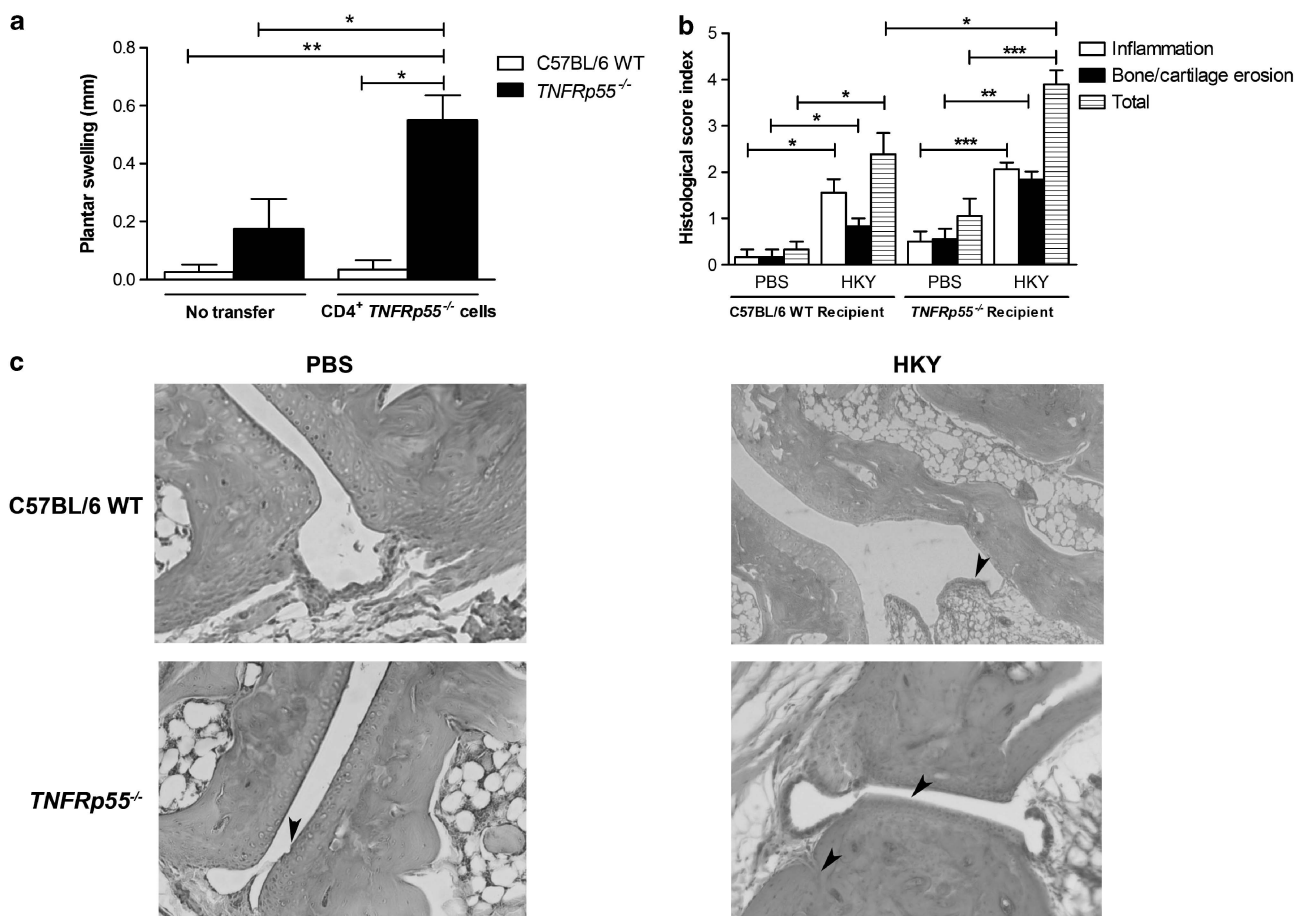 a
*
**
*
Plantar swelling (mm)
0.8
0.6
0.4
0.2
0.0
C57BL/6 WT
TNFRp55-/-
No transfer
CD4+ TNFRp55-/- cells
b
*
***
*
**
*
*
***
Histological score index
5
4
3
2
1
0
Inflammation
Bone/cartilage erosion
Total
PBS
HKY
PBS
HKY
C57BL/6 WT Recipient
TNFRp55-/- Recipient
c
PBS
HKY
C57BL/6 WT
TNFRp55-/-